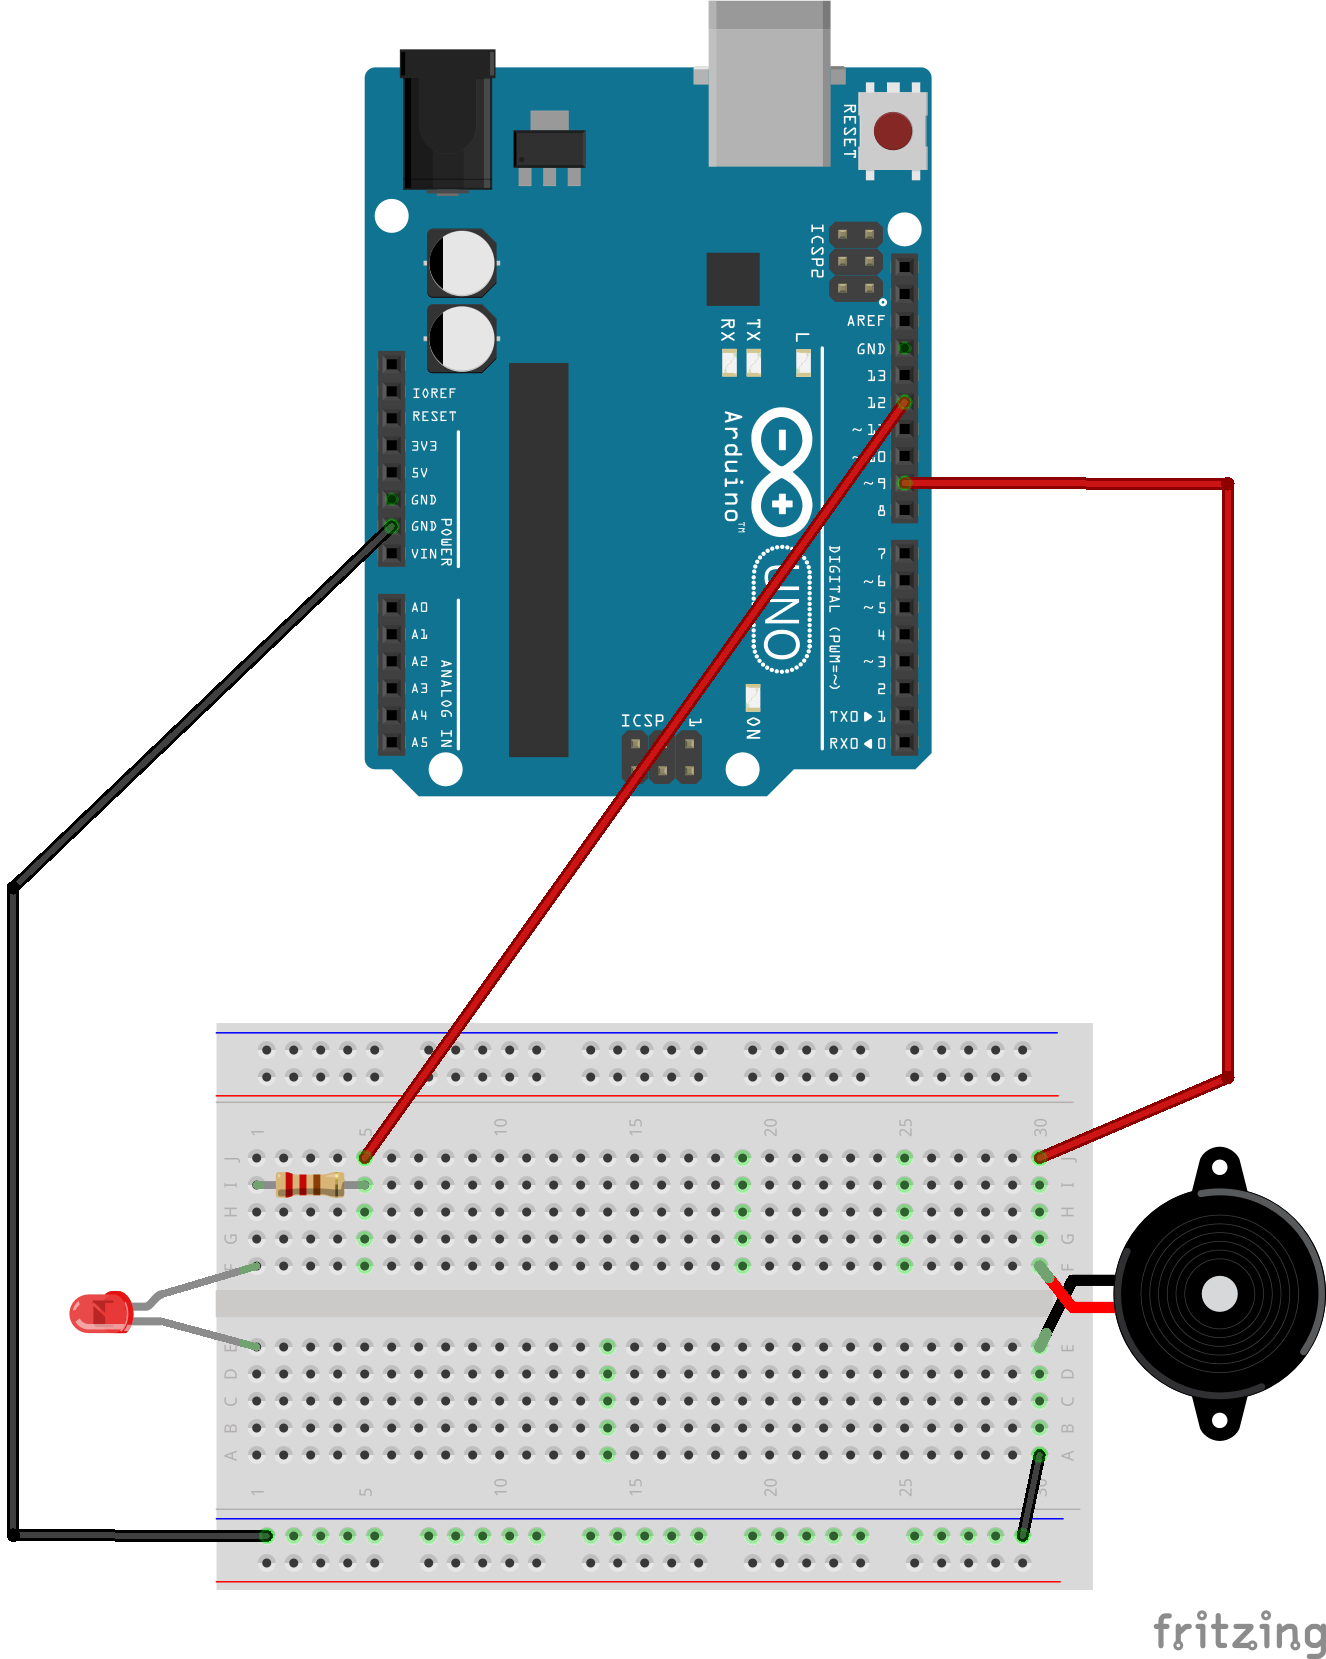 RESET
ICSP2
AREF
GND
13
12
~11
~10
~9
8
RX
TX
L
IOREF
RESET
3V3
5V
GND
GND
VIN
POWER
Arduino™
UNO
DIGITAL (PWM=~)
7
~6
~5
4
~3
2
TX0▶1
RX0◀0
A0
A1
A2
A3
A4
A5
ANALOG IN
ICSP 1
ON
1 5 10 15 20 25 30
J J
I I
H H
G G
F F
E E
D D
C C
B B
A A
1 5 10 15 20 25 30
fritzing